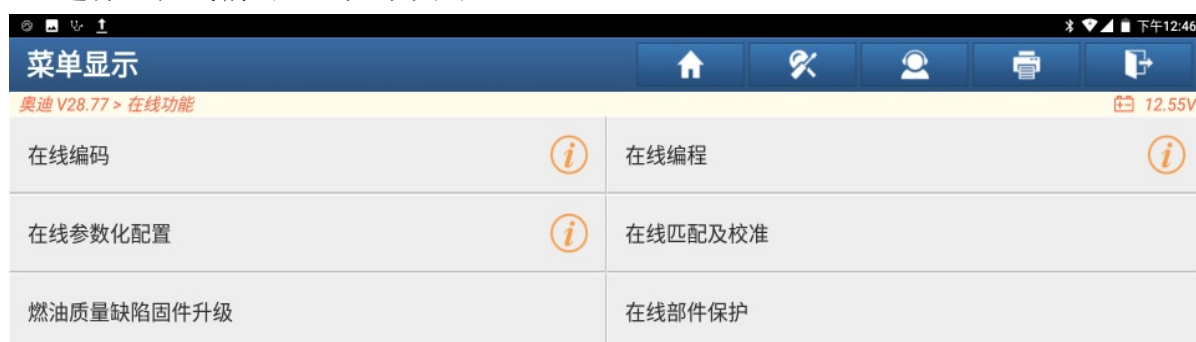 下午12:46
菜单显示
奥迪 V28.77 > 在线功能
12.55V
在线编码
在线编程
在线参数化配置
在线匹配及校准
燃油质量缺陷固件升级
在线部件保护